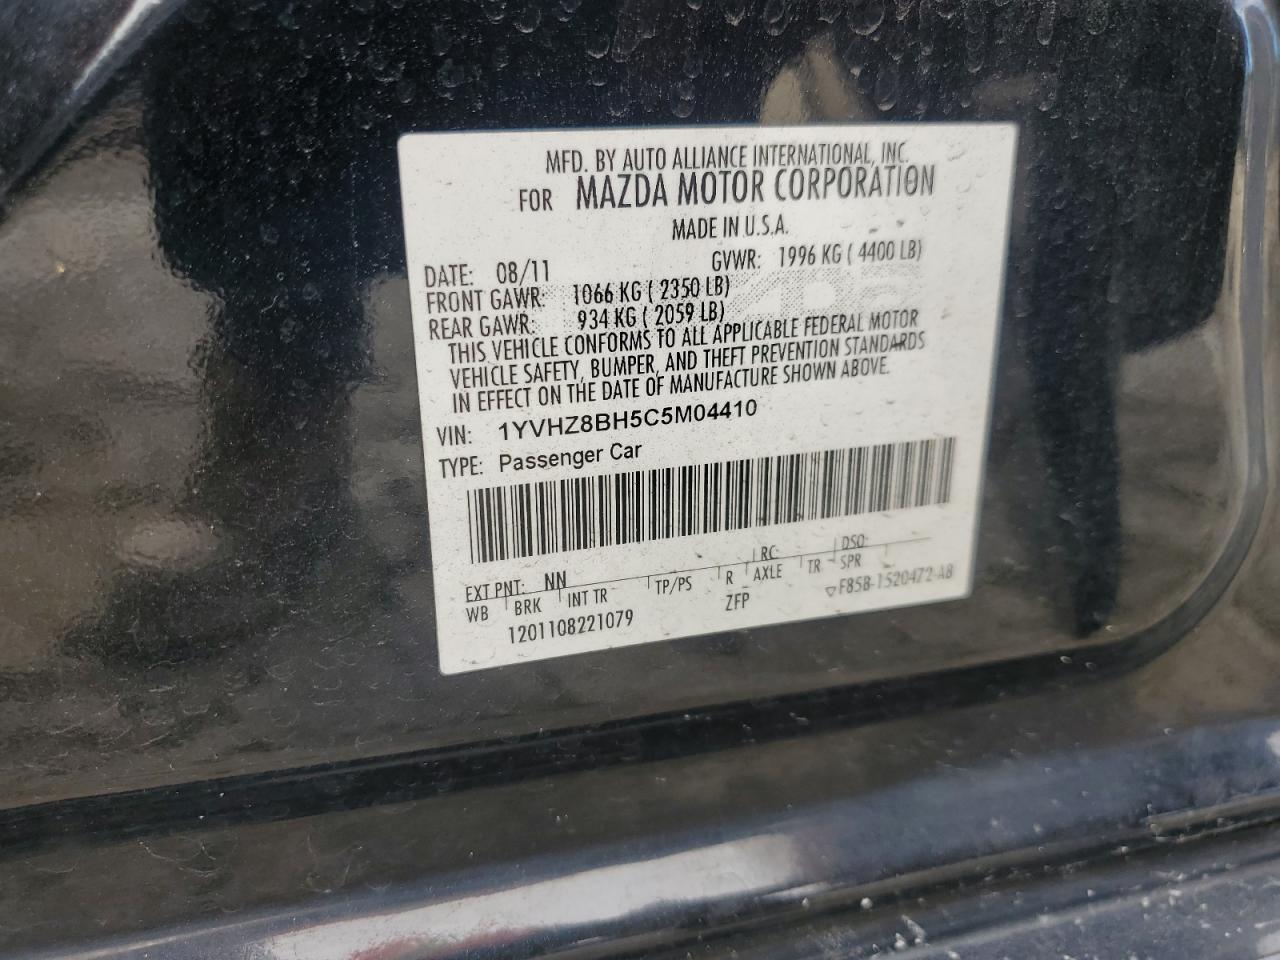 MFD. BY AUTO ALLIANCE INTERNATIONAL, INC.
FOR MAZDA MOTOR CORPORATION
MADE IN U.S.A.
DATE: 08/11 GVWR: 1996 KG ( 4400 LB)
FRONT GAWR: 1066 KG ( 2350 LB)
REAR GAWR: 934 KG ( 2059 LB)
THIS VEHICLE CONFORMS TO ALL APPLICABLE FEDERAL MOTOR
VEHICLE SAFETY, BUMPER, AND THEFT PREVENTION STANDARDS
IN EFFECT ON THE DATE OF MANUFACTURE SHOWN ABOVE.
VIN: 1YVHZ8BH5C5M04410
TYPE: Passenger Car
EXT PNT: NN RC: DSO:
WB BRK INT TR TP/PS R AXLE TR SPR
1201108221079 ZFP ▽F85B-1520472-AB